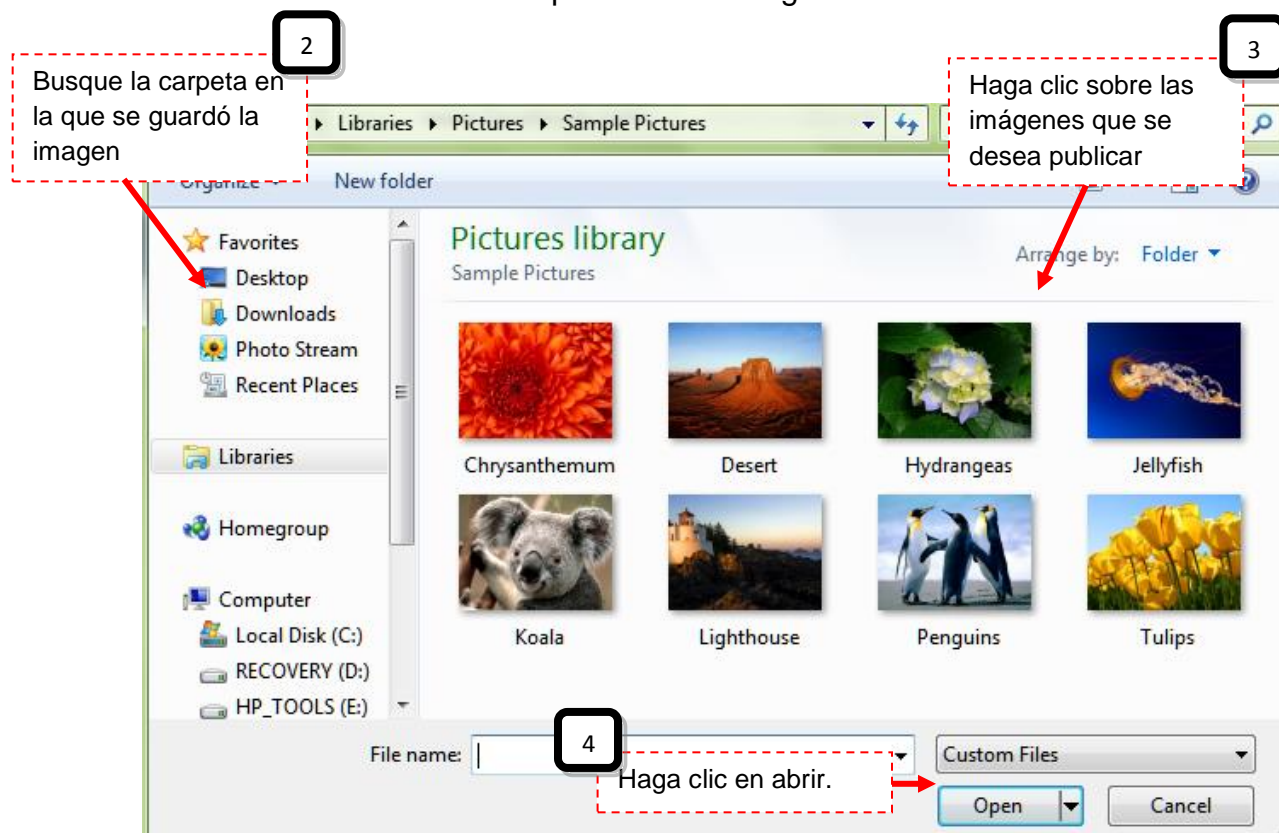 2
Busque la carpeta en
la que se guardó la
imagen
3
Haga clic sobre las
imágenes que se
desea publicar
Libraries Pictures Sample Pictures
Organize New folder
Favorites
Desktop
Downloads
Photo Stream
Recent Places
Libraries
Homegroup
Computer
Local Disk (C:)
RECOVERY (D:)
HP_TOOLS (E:)
Pictures library
Sample Pictures
Arrange by: Folder
Chrysanthemum Desert Hydrangeas Jellyfish
Koala Lighthouse Penguins Tulips
File name:
Custom Files
4
Haga clic en abrir.
Open Cancel